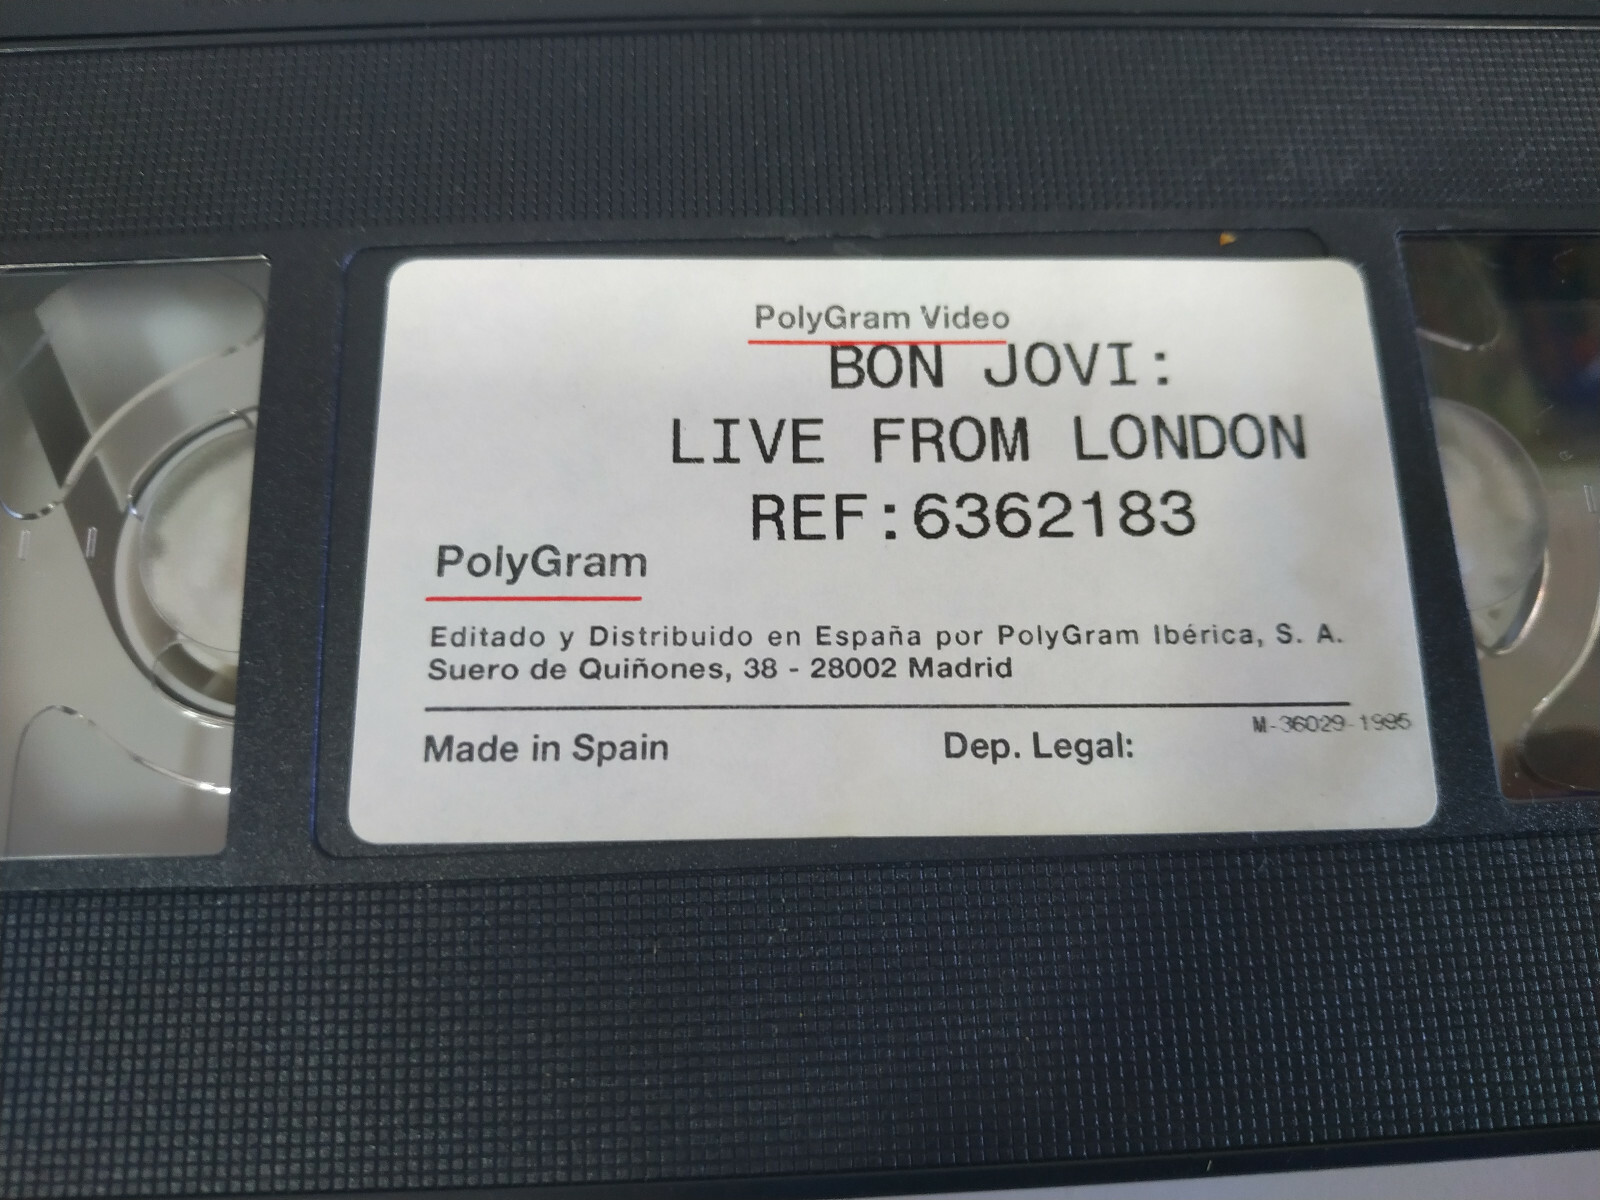 PolyGram Video
BON JOVI:
LIVE FROM LONDON
REF:6362183
PolyGram
Editado y Distribuido en España por PolyGram Ibérica, S. A.
Suero de Quiñones, 38 - 28002 Madrid
M-36029-1995
Made in Spain
Dep. Legal: